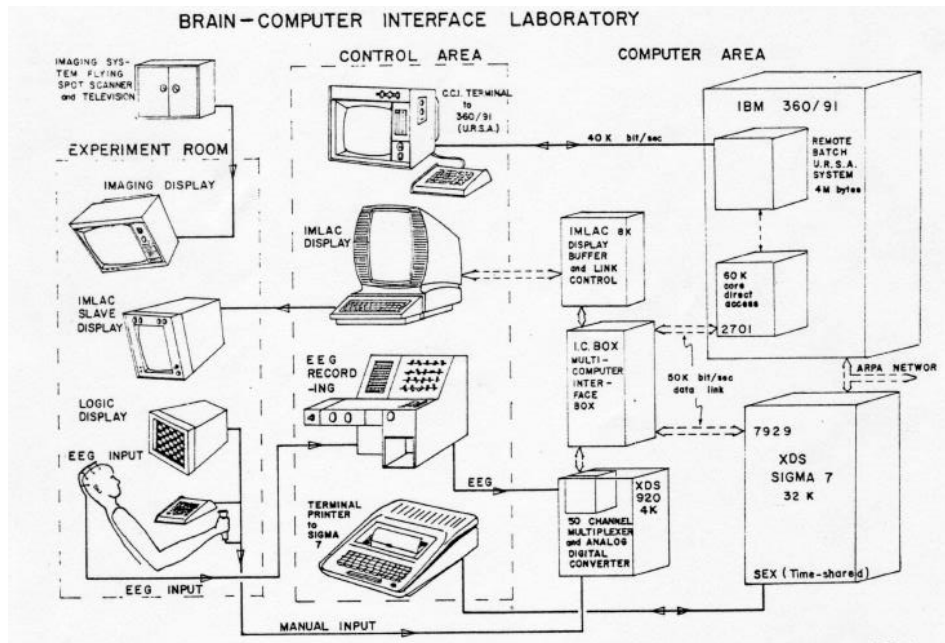 BRAIN-COMPUTER INTERFACE LABORATORY
IMAGING SYS-
TEM FLYING
SPOT SCANNER
and TELEVISION
EXPERIMENT ROOM
IMAGING DISPLAY
IMLAC
SLAVE
DISPLAY
LOGIC
DISPLAY
EEG INPUT
EEG INPUT
MANUAL INPUT
CONTROL AREA
C.C.I. TERMINAL
to
360/91
(U.R.S.A.)
IMLAC
DISPLAY
EEG
RECORD
-ING
EEG
TERMINAL
PRINTER
to
SIGMA
7
COMPUTER AREA
40 K bit/sec
IBM 360/91
REMOTE
BATCH
U.R.S.A.
SYSTEM
4M bytes
60 K
core
direct
access
2701
IMLAC 8K
DISPLAY
BUFFER
and LINK
CONTROL
I.C. BOX
MULTI-
COMPUTER
INTER-
FACE
BOX
50K bit/sec
data link
ARPA NETWOR
XDS
920
4K
50 CHANNEL
MULTIPLEXER
and ANALOG
DIGITAL
CONVERTER
7929
XDS
SIGMA 7
32 K
SEX (Time-shared)